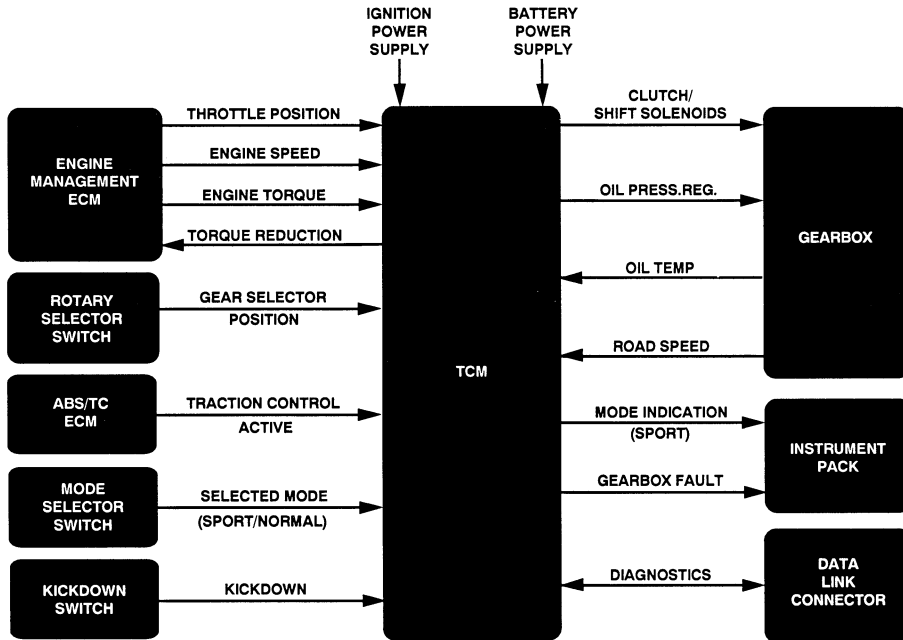 IGNITION
POWER
SUPPLY
BATTERY
POWER
SUPPLY
ENGINE
MANAGEMENT
ECM
THROTTLE POSITION
ENGINE SPEED
ENGINE TORQUE
TORQUE REDUCTION
ROTARY
SELECTOR
SWITCH
GEAR SELECTOR
POSITION
ABS/TC
ECM
TRACTION CONTROL
ACTIVE
MODE
SELECTOR
SWITCH
SELECTED MODE
(SPORT/NORMAL)
KICKDOWN
SWITCH
KICKDOWN
TCM
CLUTCH/
SHIFT SOLENOIDS
OIL PRESS.REG.
OIL TEMP
ROAD SPEED
GEARBOX
MODE INDICATION
(SPORT)
GEARBOX FAULT
INSTRUMENT
PACK
DIAGNOSTICS
DATA
LINK
CONNECTOR